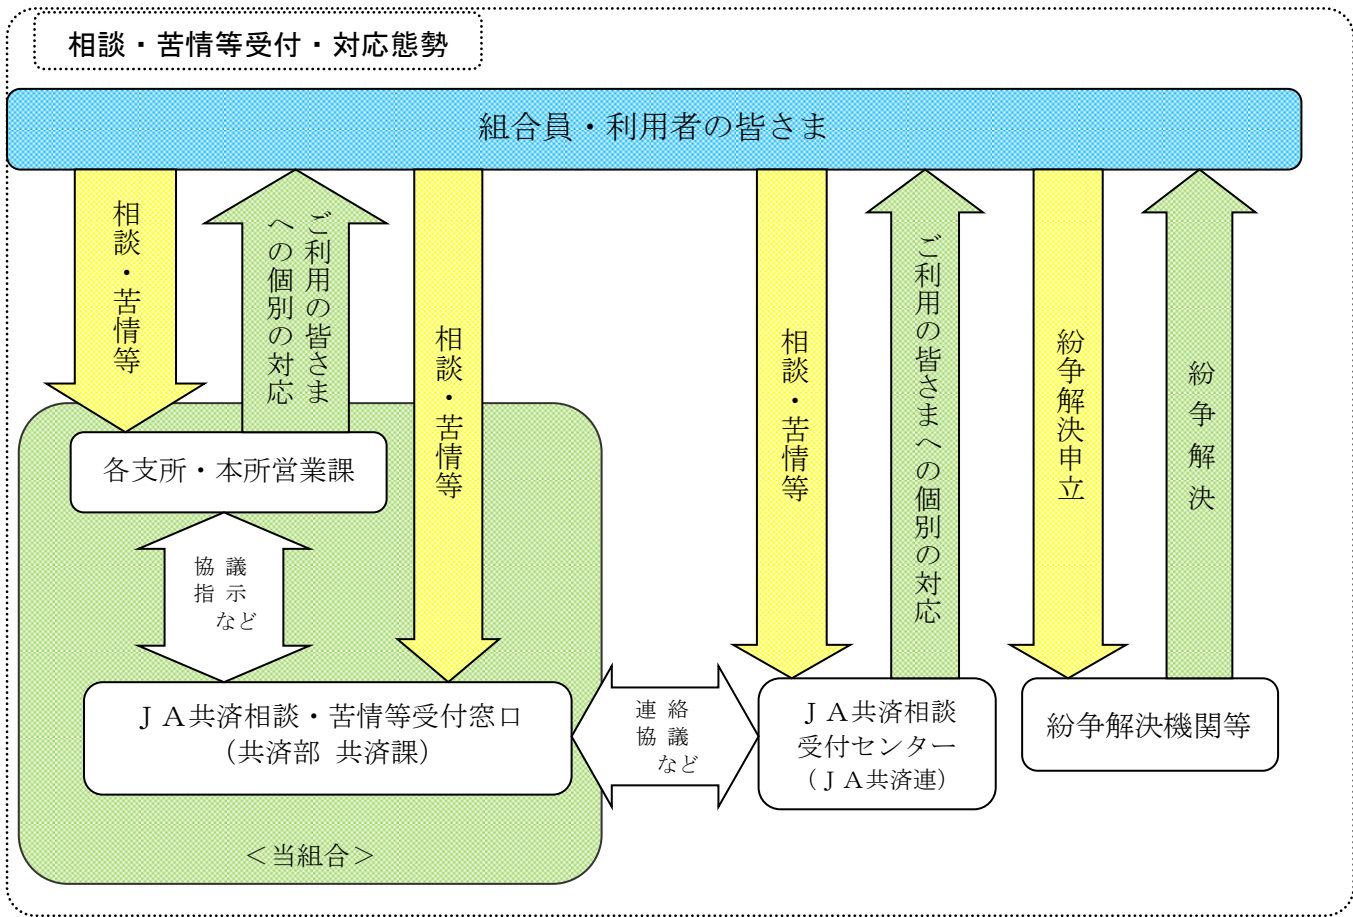 相談・苦情等受付・対応態勢
組合員・利用者の皆さま
相談・苦情等
ご利用の皆さま
への個別の対応
相談・苦情等
相談・苦情等
ご利用の皆さまへの個別の対応
紛争解決申立
紛争解決
各支所・本所営業課
協 議
指 示
など
ＪＡ共済相談・苦情等受付窓口
（共済部 共済課）
連 絡
協 議
など
ＪＡ共済相談
受付センター
（ＪＡ共済連）
紛争解決機関等
＜当組合＞